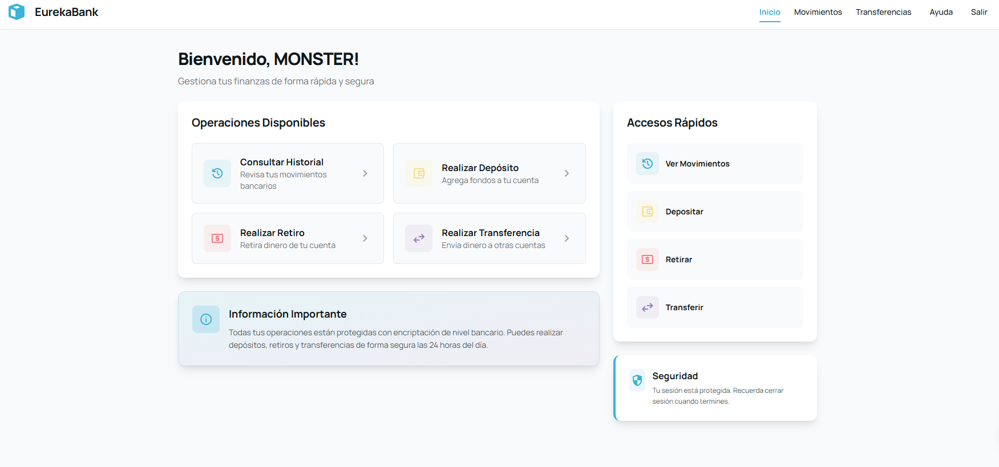 EurekaBank
Inicio
Movimientos
Transferencias
Ayuda
Salir
Bienvenido, MONSTER!
Gestiona tus finanzas de forma rápida y segura
Operaciones Disponibles
Consultar Historial
Revisa tus movimientos
bancarios
Realizar Depósito
Agrega fondos a tu cuenta
Realizar Retiro
Retira dinero de tu cuenta
Realizar Transferencia
Envía dinero a otras cuentas
Información Importante
Todas tus operaciones están protegidas con encriptación de nivel bancario. Puedes realizar
depósitos, retiros y transferencias de forma segura las 24 horas del día.
Accesos Rápidos
Ver Movimientos
Depositar
Retirar
Transferir
Seguridad
Tu sesión está protegida. Recuerda cerrar
sesión cuando termines.